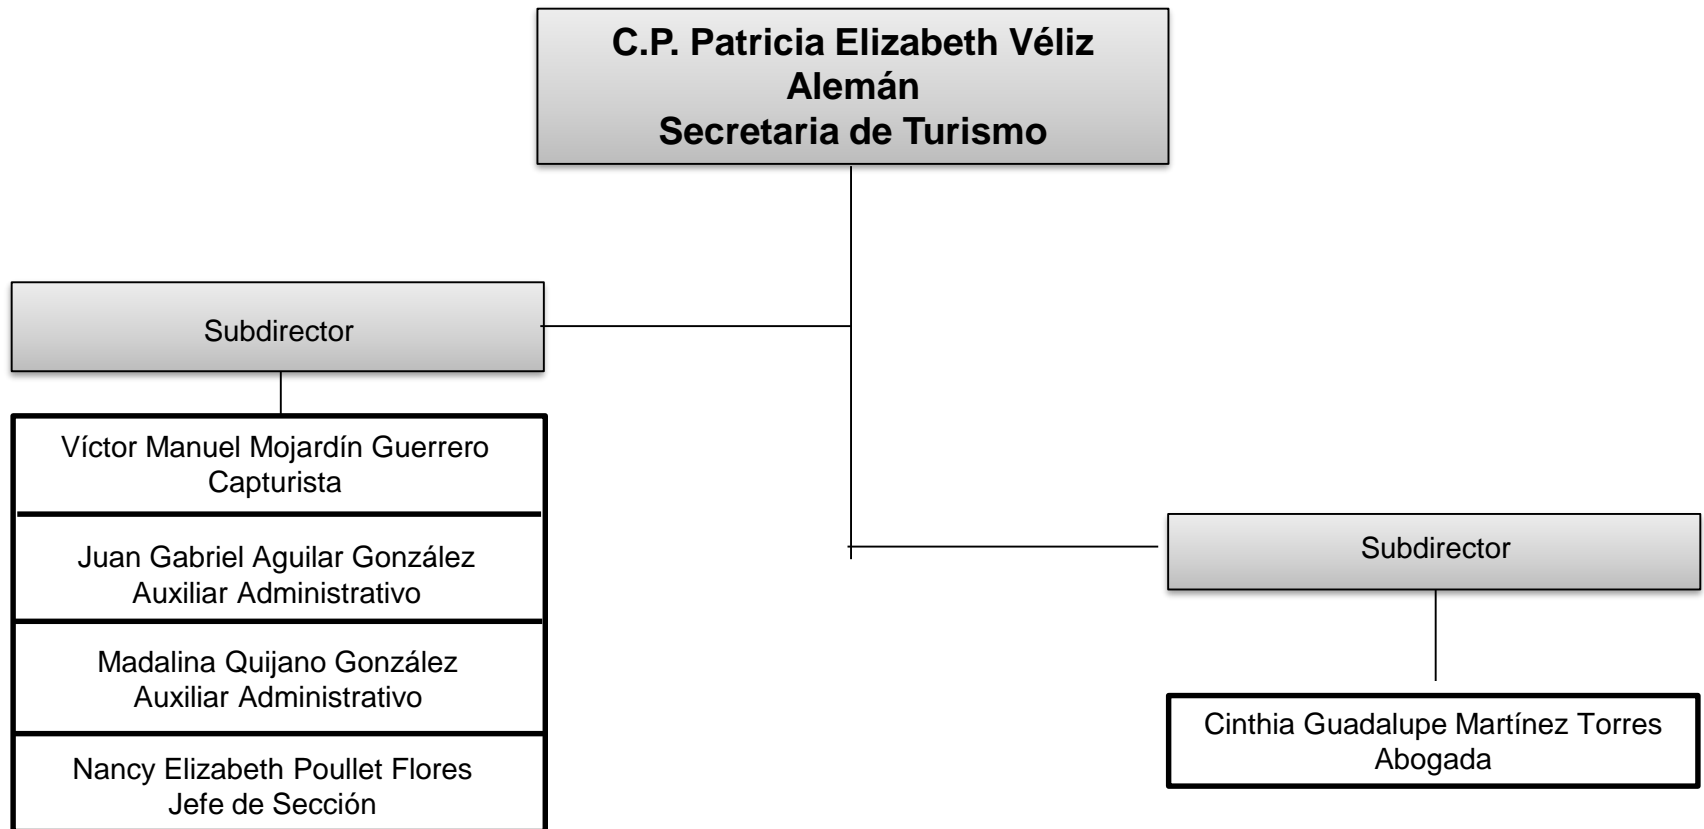 C.P. Patricia Elizabeth Véliz
Alemán
Secretaria de Turismo
Subdirector
Víctor Manuel Mojardín Guerrero
Capturista
Juan Gabriel Aguilar González
Auxiliar Administrativo
Madalina Quijano González
Auxiliar Administrativo
Nancy Elizabeth Poullet Flores
Jefe de Sección
Subdirector
Cinthia Guadalupe Martínez Torres
Abogada